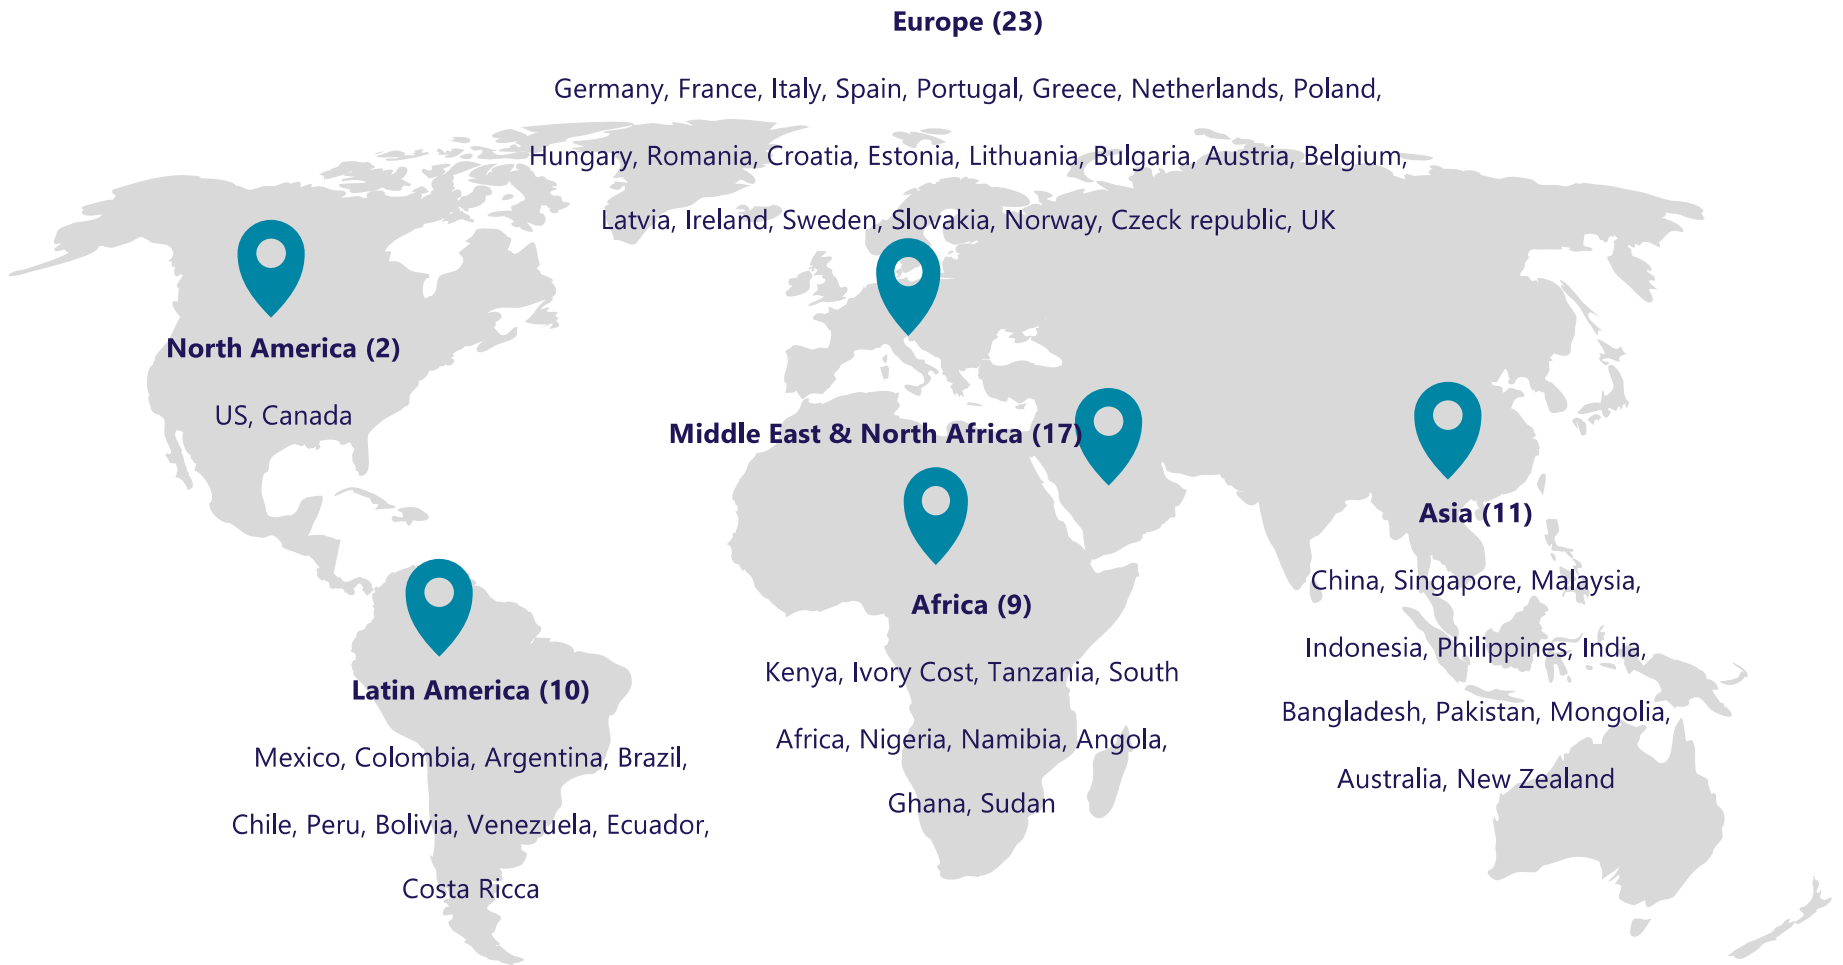 Europe (23)
Germany, France, Italy, Spain, Portugal, Greece, Netherlands, Poland,
Hungary, Romania, Croatia, Estonia, Lithuania, Bulgaria, Austria, Belgium,
Latvia, Ireland, Sweden, Slovakia, Norway, Czeck republic, UK
North America (2)
US, Canada
Middle East & North Africa (17)
Asia (11)
China, Singapore, Malaysia,
Indonesia, Philippines, India,
Bangladesh, Pakistan, Mongolia,
Australia, New Zealand
Africa (9)
Kenya, Ivory Cost, Tanzania, South
Africa, Nigeria, Namibia, Angola,
Ghana, Sudan
Latin America (10)
Mexico, Colombia, Argentina, Brazil,
Chile, Peru, Bolivia, Venezuela, Ecuador,
Costa Ricca